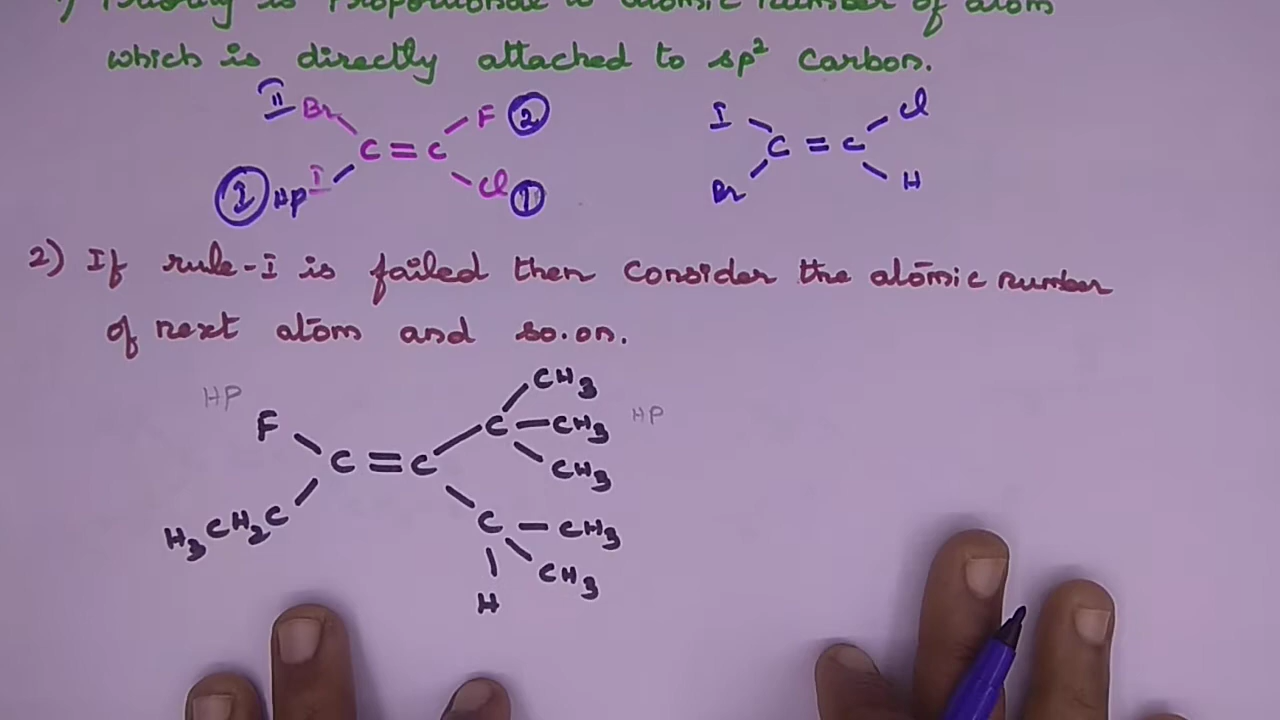 which is directly attached to sp² carbon.
II Br F 2 I Cl
C = C C = C
1 HP I Cl 1 Br H
2) If rule-I is failed then consider the atomic number
of next atom and so.on.
HP CH3 HP
F C CH3
C = C CH3
H3CH2C C CH3
CH3
H